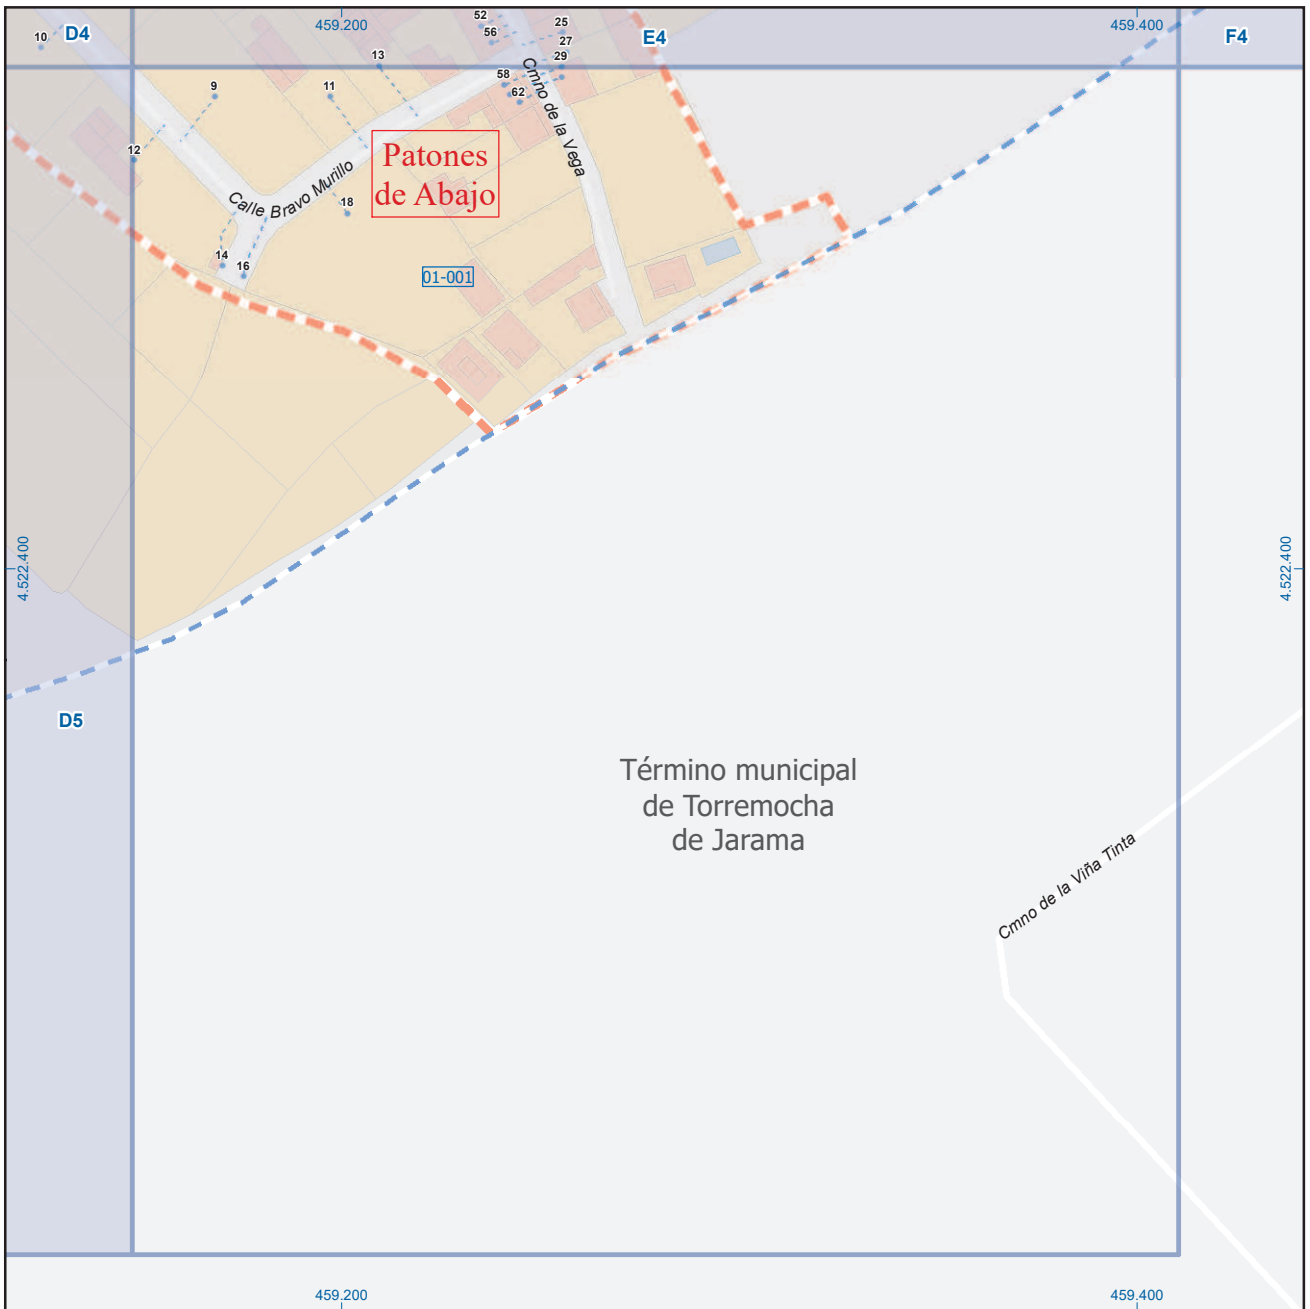 D4
459.200
52
25
E4
459.400
F4
10
56
27
13
29
58
9
11
62
Cmno de la Vega
12
Patones
de Abajo
Calle Bravo Murillo
18
14
16
01-001
4.522.400
4.522.400
D5
Término municipal
de Torremocha
de Jarama
Cmno de la Viña Tinta
459.200
459.400